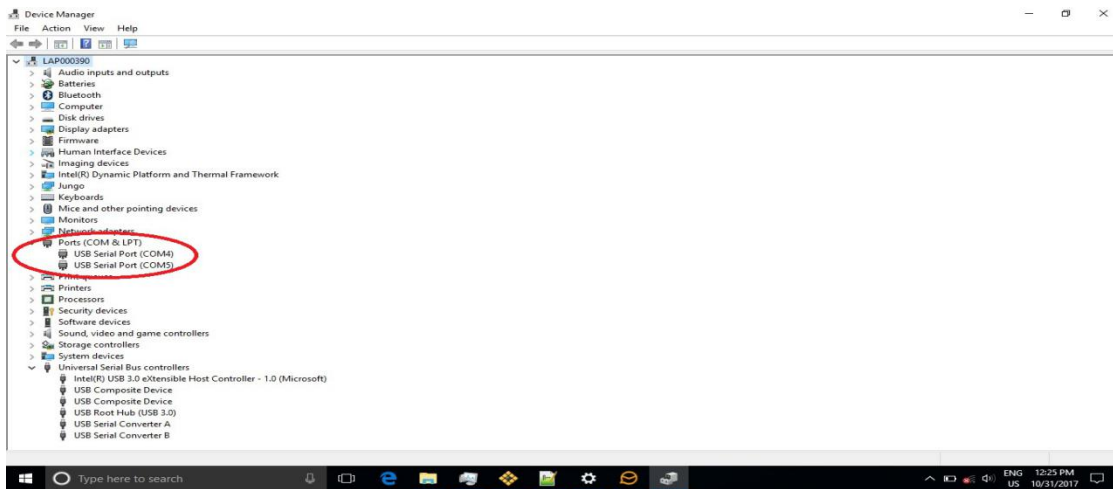 Device Manager
File Action View Help
LAP000390
Audio inputs and outputs
Batteries
Bluetooth
Computer
Disk drives
Display adapters
Firmware
Human Interface Devices
Imaging devices
Intel(R) Dynamic Platform and Thermal Framework
Jungo
Keyboards
Mice and other pointing devices
Monitors
Network adapters
Ports (COM & LPT)
USB Serial Port (COM4)
USB Serial Port (COM5)
Print queues
Printers
Processors
Security devices
Software devices
Sound, video and game controllers
Storage controllers
System devices
Universal Serial Bus controllers
Intel(R) USB 3.0 eXtensible Host Controller - 1.0 (Microsoft)
USB Composite Device
USB Composite Device
USB Root Hub (USB 3.0)
USB Serial Converter A
USB Serial Converter B
Type here to search
ENG 12:25 PM
US 10/31/2017